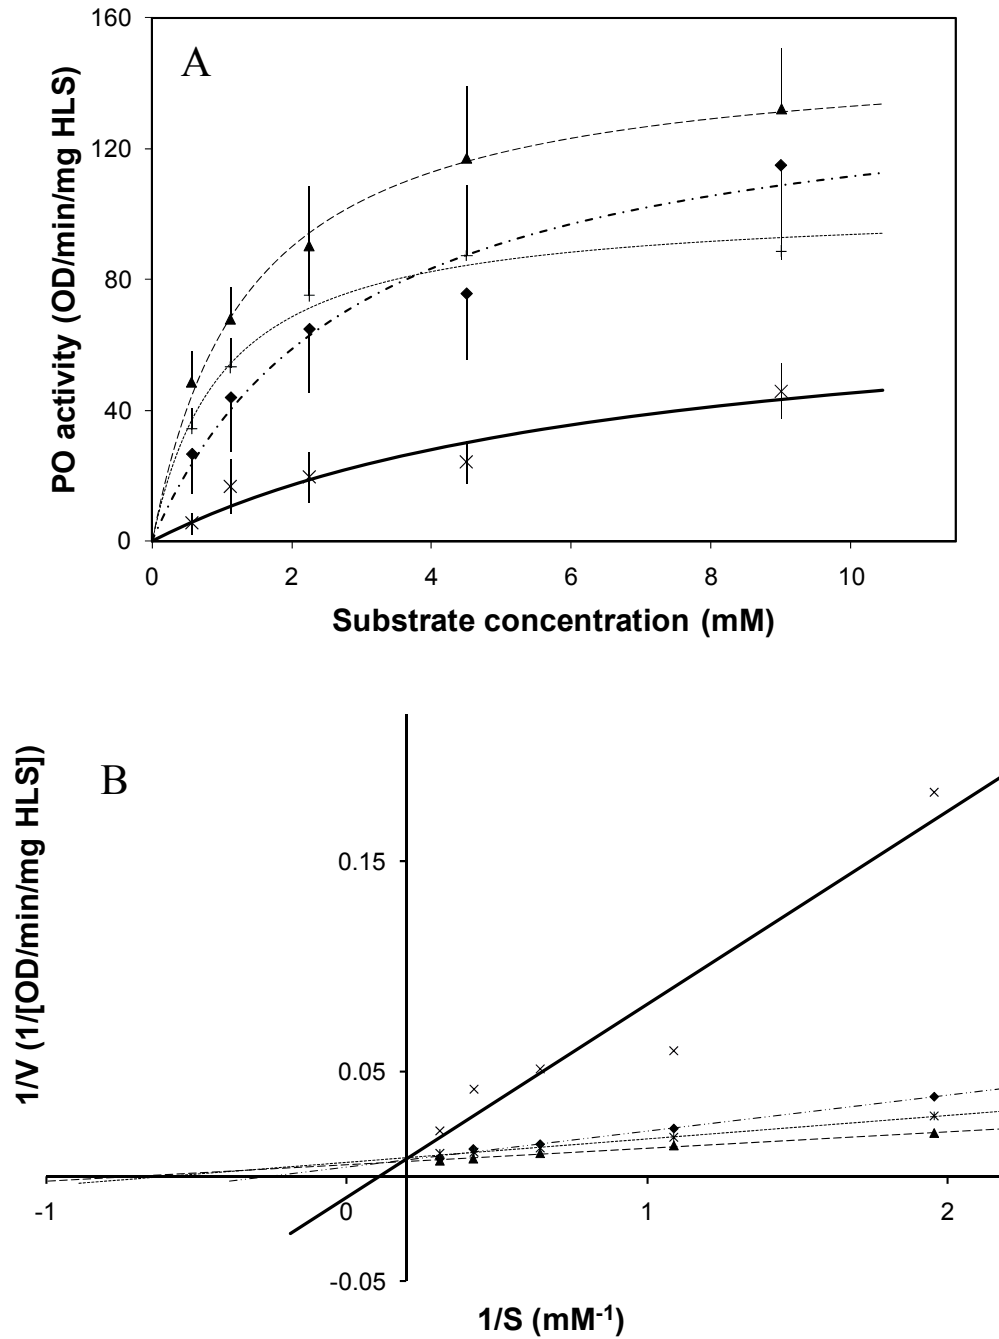 A
PO activity (OD/min/mg HLS)
160
120
80
40
0
0 2 4 6 8 10
Substrate concentration (mM)
B
1/V (1/[OD/min/mg HLS])
0.15
0.05
-1 0 1 2
-0.05
1/S (mM⁻¹)